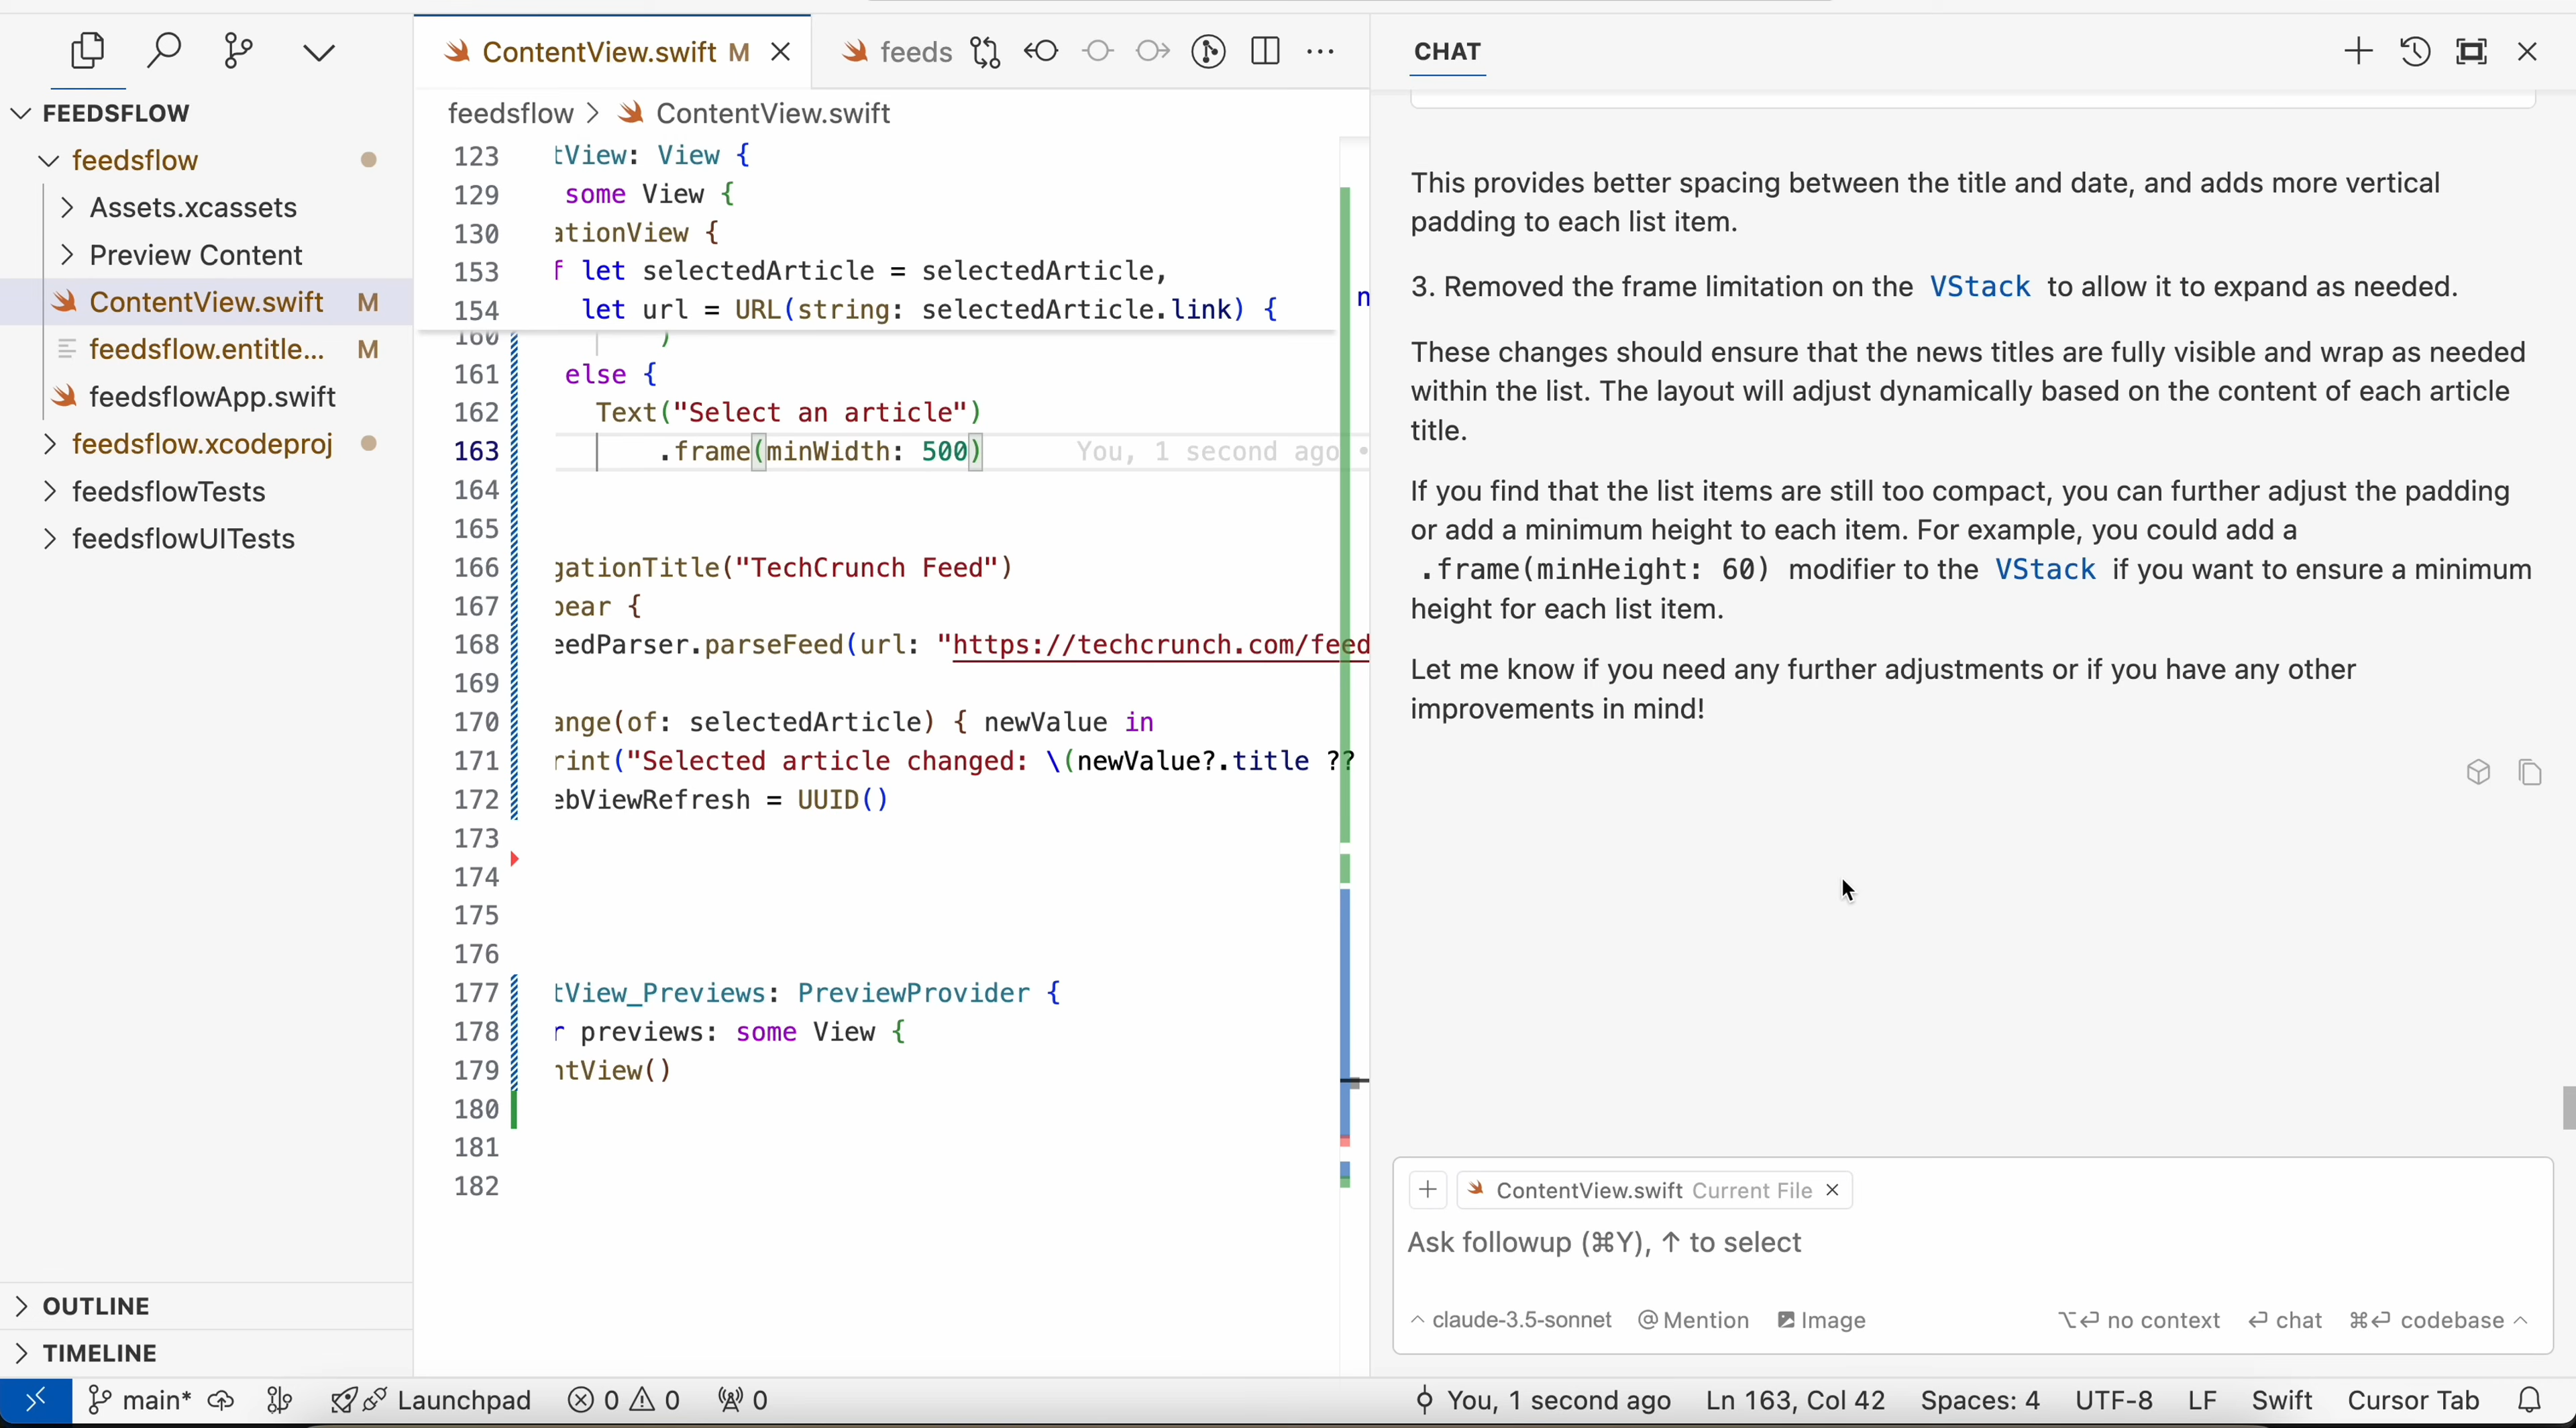 FEEDSFLOW
feedsflow
Assets.xcassets
Preview Content
ContentView.swift M
feedsflow.entitle... M
feedsflowApp.swift
feedsflow.xcodeproj
feedsflowTests
feedsflowUITests
OUTLINE
TIMELINE
ContentView.swift M
feeds
feedsflow > ContentView.swift
123 tView: View {
129 some View {
130 ationView {
153 f let selectedArticle = selectedArticle,
154 let url = URL(string: selectedArticle.link) { n
160 )
161 else {
162 Text("Select an article")
163 .frame(minWidth: 500) You, 1 second ago •
164
165
166 gationTitle("TechCrunch Feed")
167 pear {
168 eedParser.parseFeed(url: "https://techcrunch.com/feed
169
170 ange(of: selectedArticle) { newValue in
171 rint("Selected article changed: \(newValue?.title ??
172 ebViewRefresh = UUID()
173
174
175
176
177 tView_Previews: PreviewProvider {
178 r previews: some View {
179 ntView()
180
181
182
CHAT
This provides better spacing between the title and date, and adds more vertical
padding to each list item.
3. Removed the frame limitation on the VStack to allow it to expand as needed.
These changes should ensure that the news titles are fully visible and wrap as needed
within the list. The layout will adjust dynamically based on the content of each article
title.
If you find that the list items are still too compact, you can further adjust the padding
or add a minimum height to each item. For example, you could add a
.frame(minHeight: 60) modifier to the VStack if you want to ensure a minimum
height for each list item.
Let me know if you need any further adjustments or if you have any other
improvements in mind!
ContentView.swift Current File
Ask followup (⌘Y), ↑ to select
claude-3.5-sonnet @ Mention Image ⌥⏎ no context ⏎ chat ⌘⏎ codebase
main* Launchpad 0 0 0 You, 1 second ago Ln 163, Col 42 Spaces: 4 UTF-8 LF Swift Cursor Tab